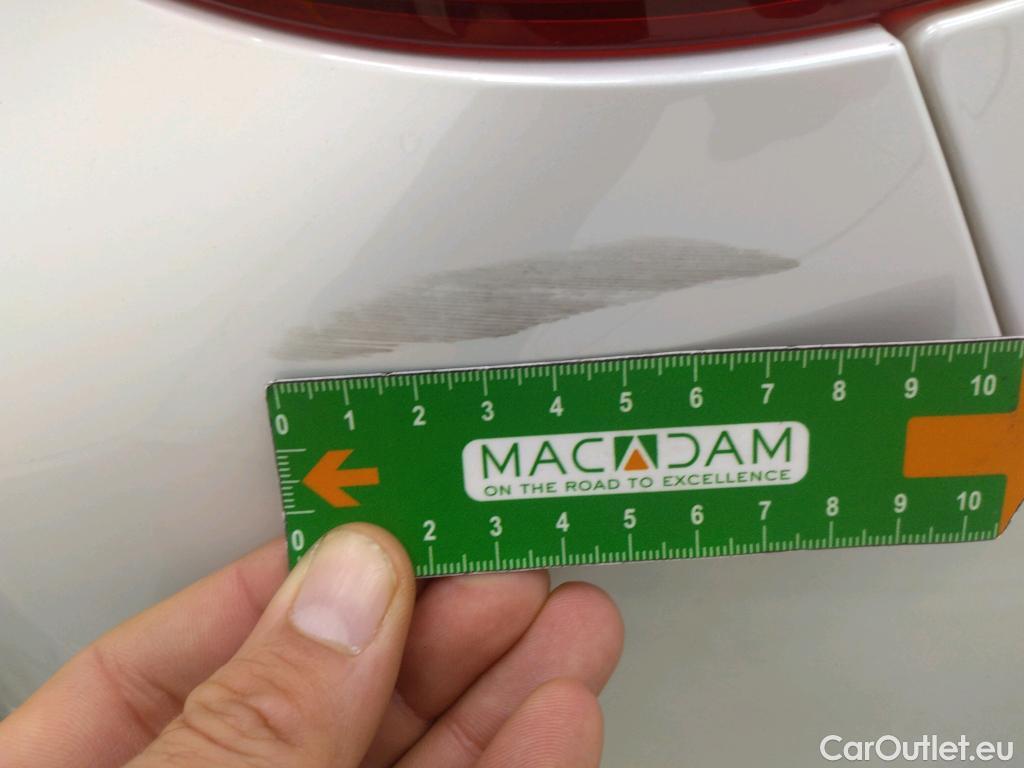 0 1 2 3 4 5 6 7 8 9 10
MACADAM
ON THE ROAD TO EXCELLENCE
0 2 3 4 5 6 7 8 9 10
CarOutlet.eu